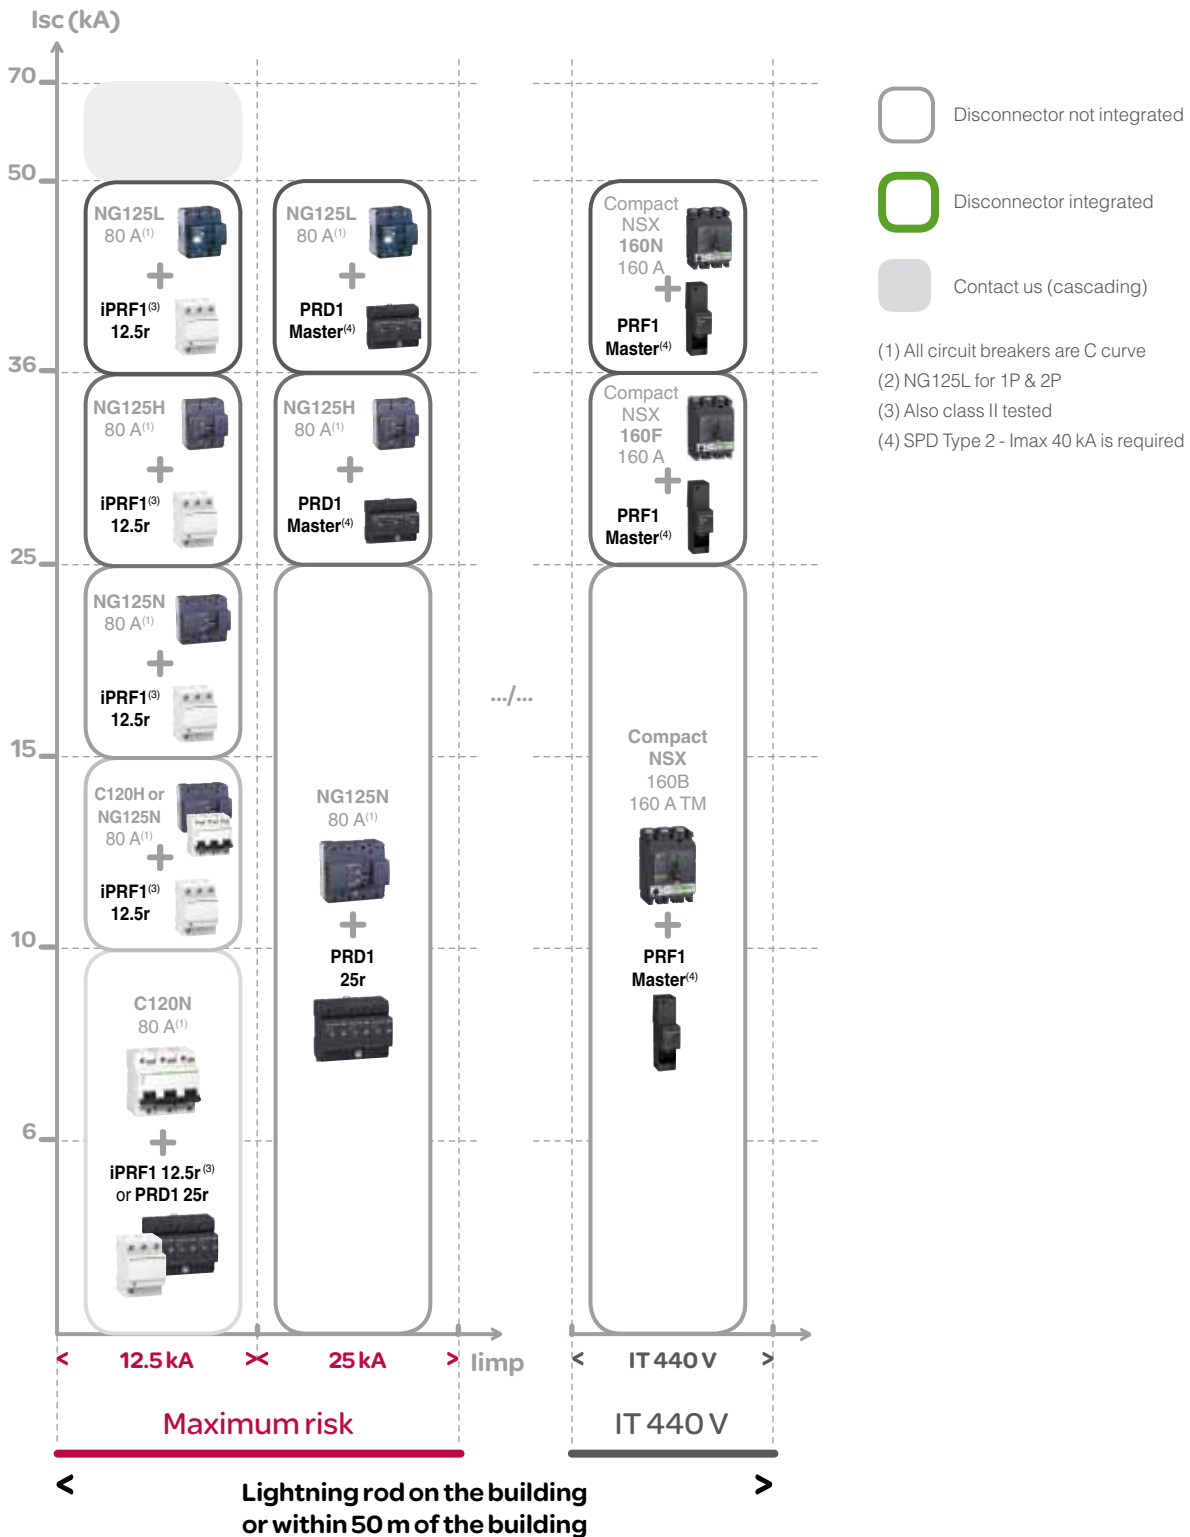 Isc (kA)
70
50
36
25
15
10
6
NG125L
80 A(1)
iPRF1(3)
12.5r
NG125L
80 A(1)
PRD1
Master(4)
Compact
NSX
160N
160 A
PRF1
Master(4)
NG125H
80 A(1)
iPRF1(3)
12.5r
NG125H
80 A(1)
PRD1
Master(4)
Compact
NSX
160F
160 A
PRF1
Master(4)
NG125N
80 A(1)
iPRF1(3)
12.5r
C120H or
NG125N
80 A(1)
iPRF1(3)
12.5r
C120N
80 A(1)
iPRF1 12.5r(3)
or PRD1 25r
NG125N
80 A(1)
PRD1
25r
.../...
Compact
NSX
160B
160 A TM
PRF1
Master(4)
Disconnector not integrated
Disconnector integrated
Contact us (cascading)
(1) All circuit breakers are C curve
(2) NG125L for 1P & 2P
(3) Also class II tested
(4) SPD Type 2 - Imax 40 kA is required
12.5 kA
25 kA
Iimp
IT 440 V
Maximum risk
IT 440 V
Lightning rod on the building
or within 50 m of the building